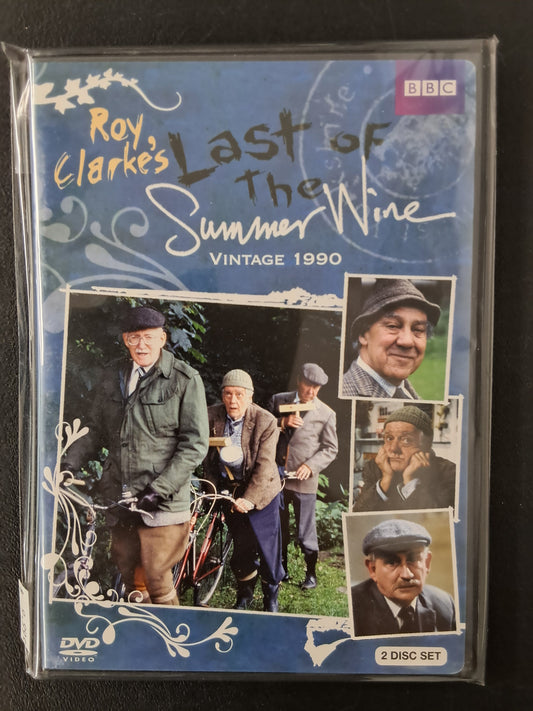 BBC
Roy
Clarke's
Last of
the
Summer Wine
VINTAGE 1990
DVD
VIDEO
2 DISC SET